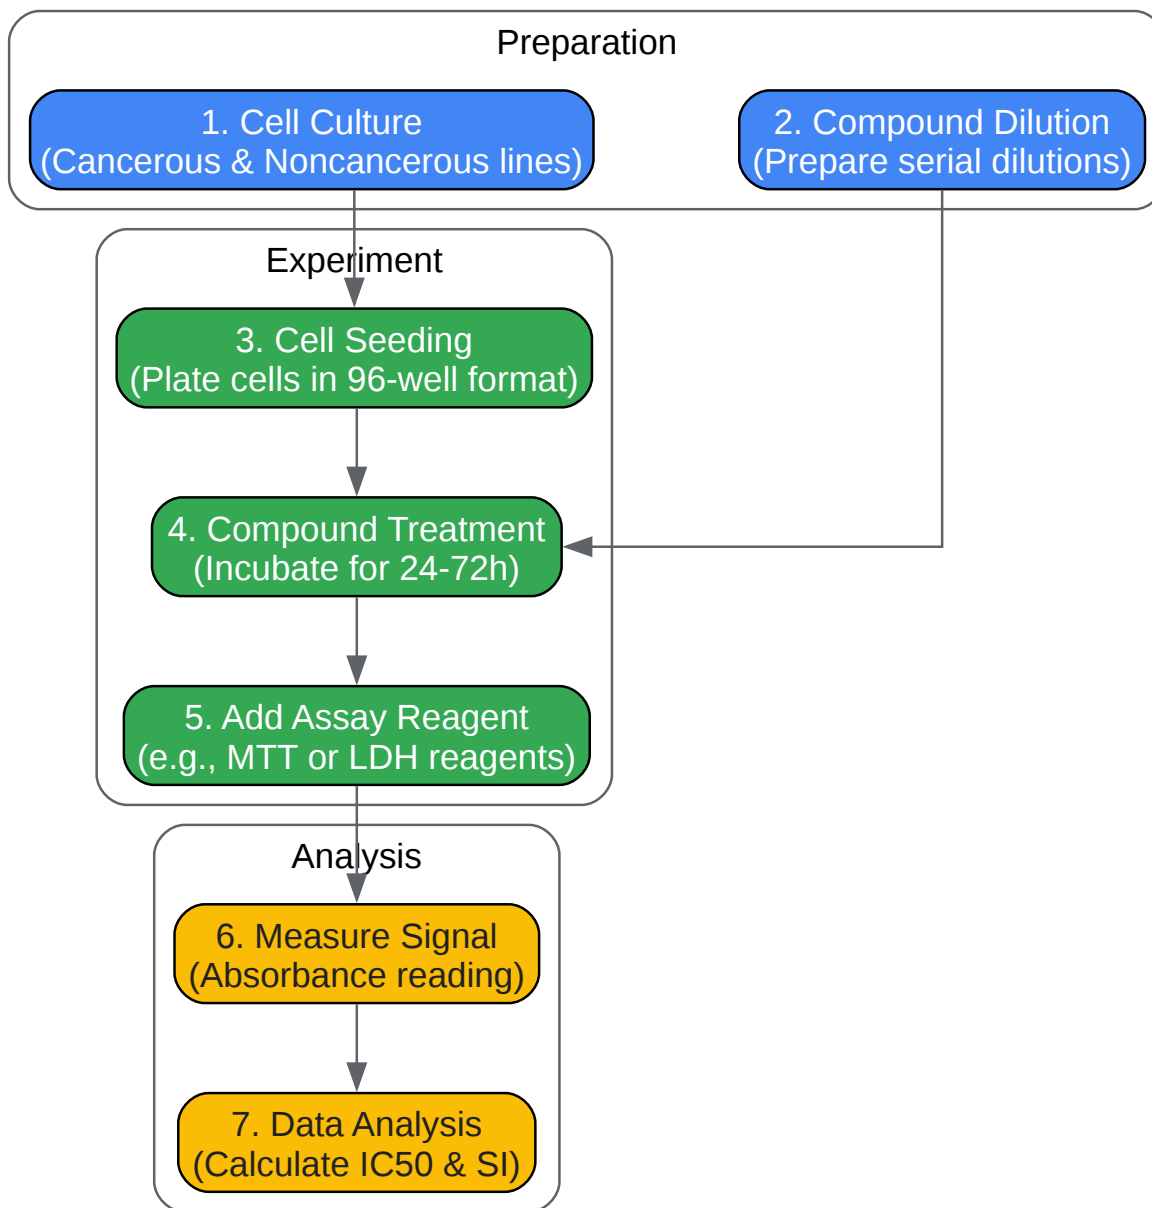 Preparation
1. Cell Culture
(Cancerous & Noncancerous lines)
2. Compound Dilution
(Prepare serial dilutions)
Experiment
3. Cell Seeding
(Plate cells in 96-well format)
4. Compound Treatment
(Incubate for 24-72h)
5. Add Assay Reagent
(e.g., MTT or LDH reagents)
Analysis
6. Measure Signal
(Absorbance reading)
7. Data Analysis
(Calculate IC50 & SI)